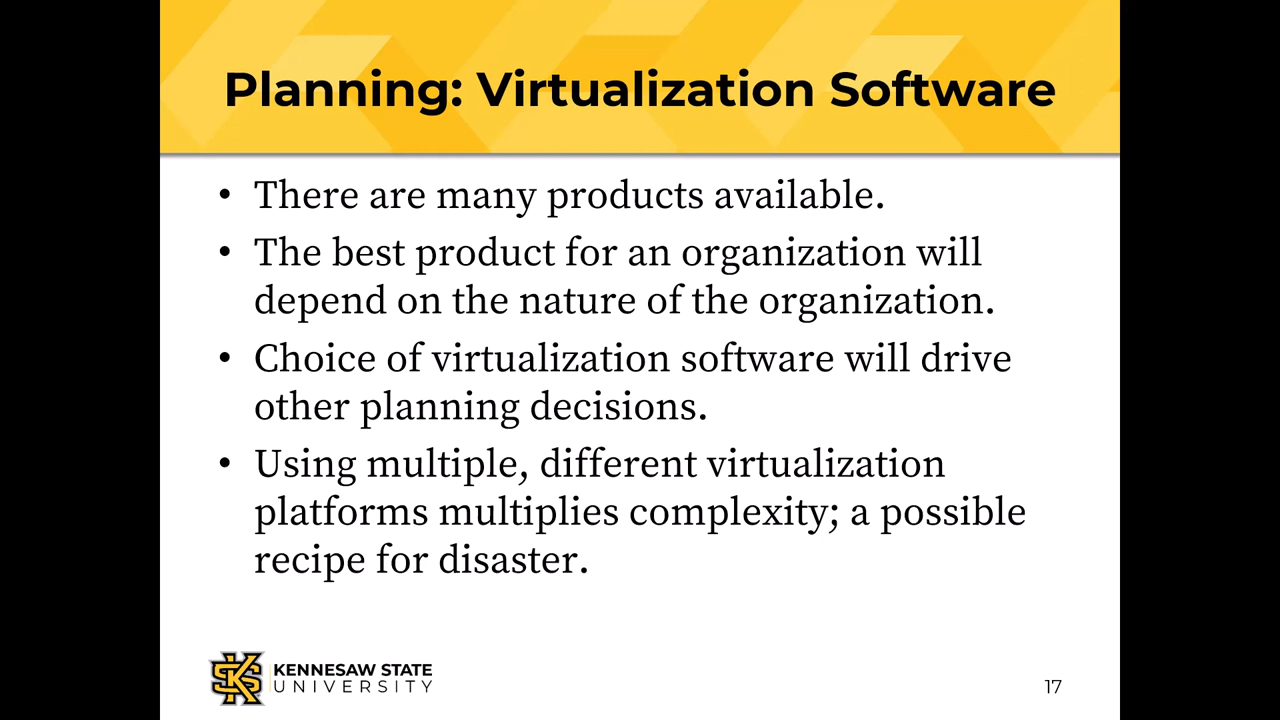 Planning: Virtualization Software
• There are many products available.
• The best product for an organization will
depend on the nature of the organization.
• Choice of virtualization software will drive
other planning decisions.
• Using multiple, different virtualization
platforms multiplies complexity; a possible
recipe for disaster.
KS
KENNESAW STATE
UNIVERSITY
17